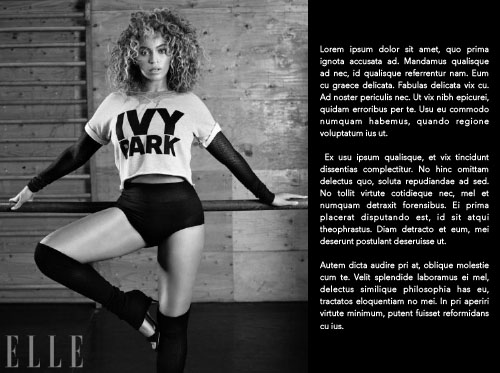 IVY
PARK
ELLE
Lorem ipsum dolor sit amet, quo prima
ignota accusata ad. Mandamus qualisque
ad nec, id qualisque referrentur nam. Eum
cu graece delicata. Fabulas delicata vix cu.
Ad noster periculis nec. Ut vix nibh epicurei,
quidam erroribus per te. Usu eu commodo
numquam habemus, quando regione
voluptatum ius ut.
Ex usu ipsum qualisque, et vix tincidunt
dissentias complectitur. No hinc omittam
delectus quo, soluta repudiandae ad sed.
No tollit virtute cotidieque nec, mel et
numquam detraxit forensibus. Ei prima
placerat disputando est, id sit atqui
theophrastus. Diam detracto et eum, mei
deserunt postulant deseruisse ut.
Autem dicta audire pri at, oblique molestie
cum te. Velit splendide laboramus ei mel,
delectus similique philosophia has eu,
tractatos eloquentiam no mei. In pri aperiri
virtute minimum, putent fuisset reformidans
cu ius.